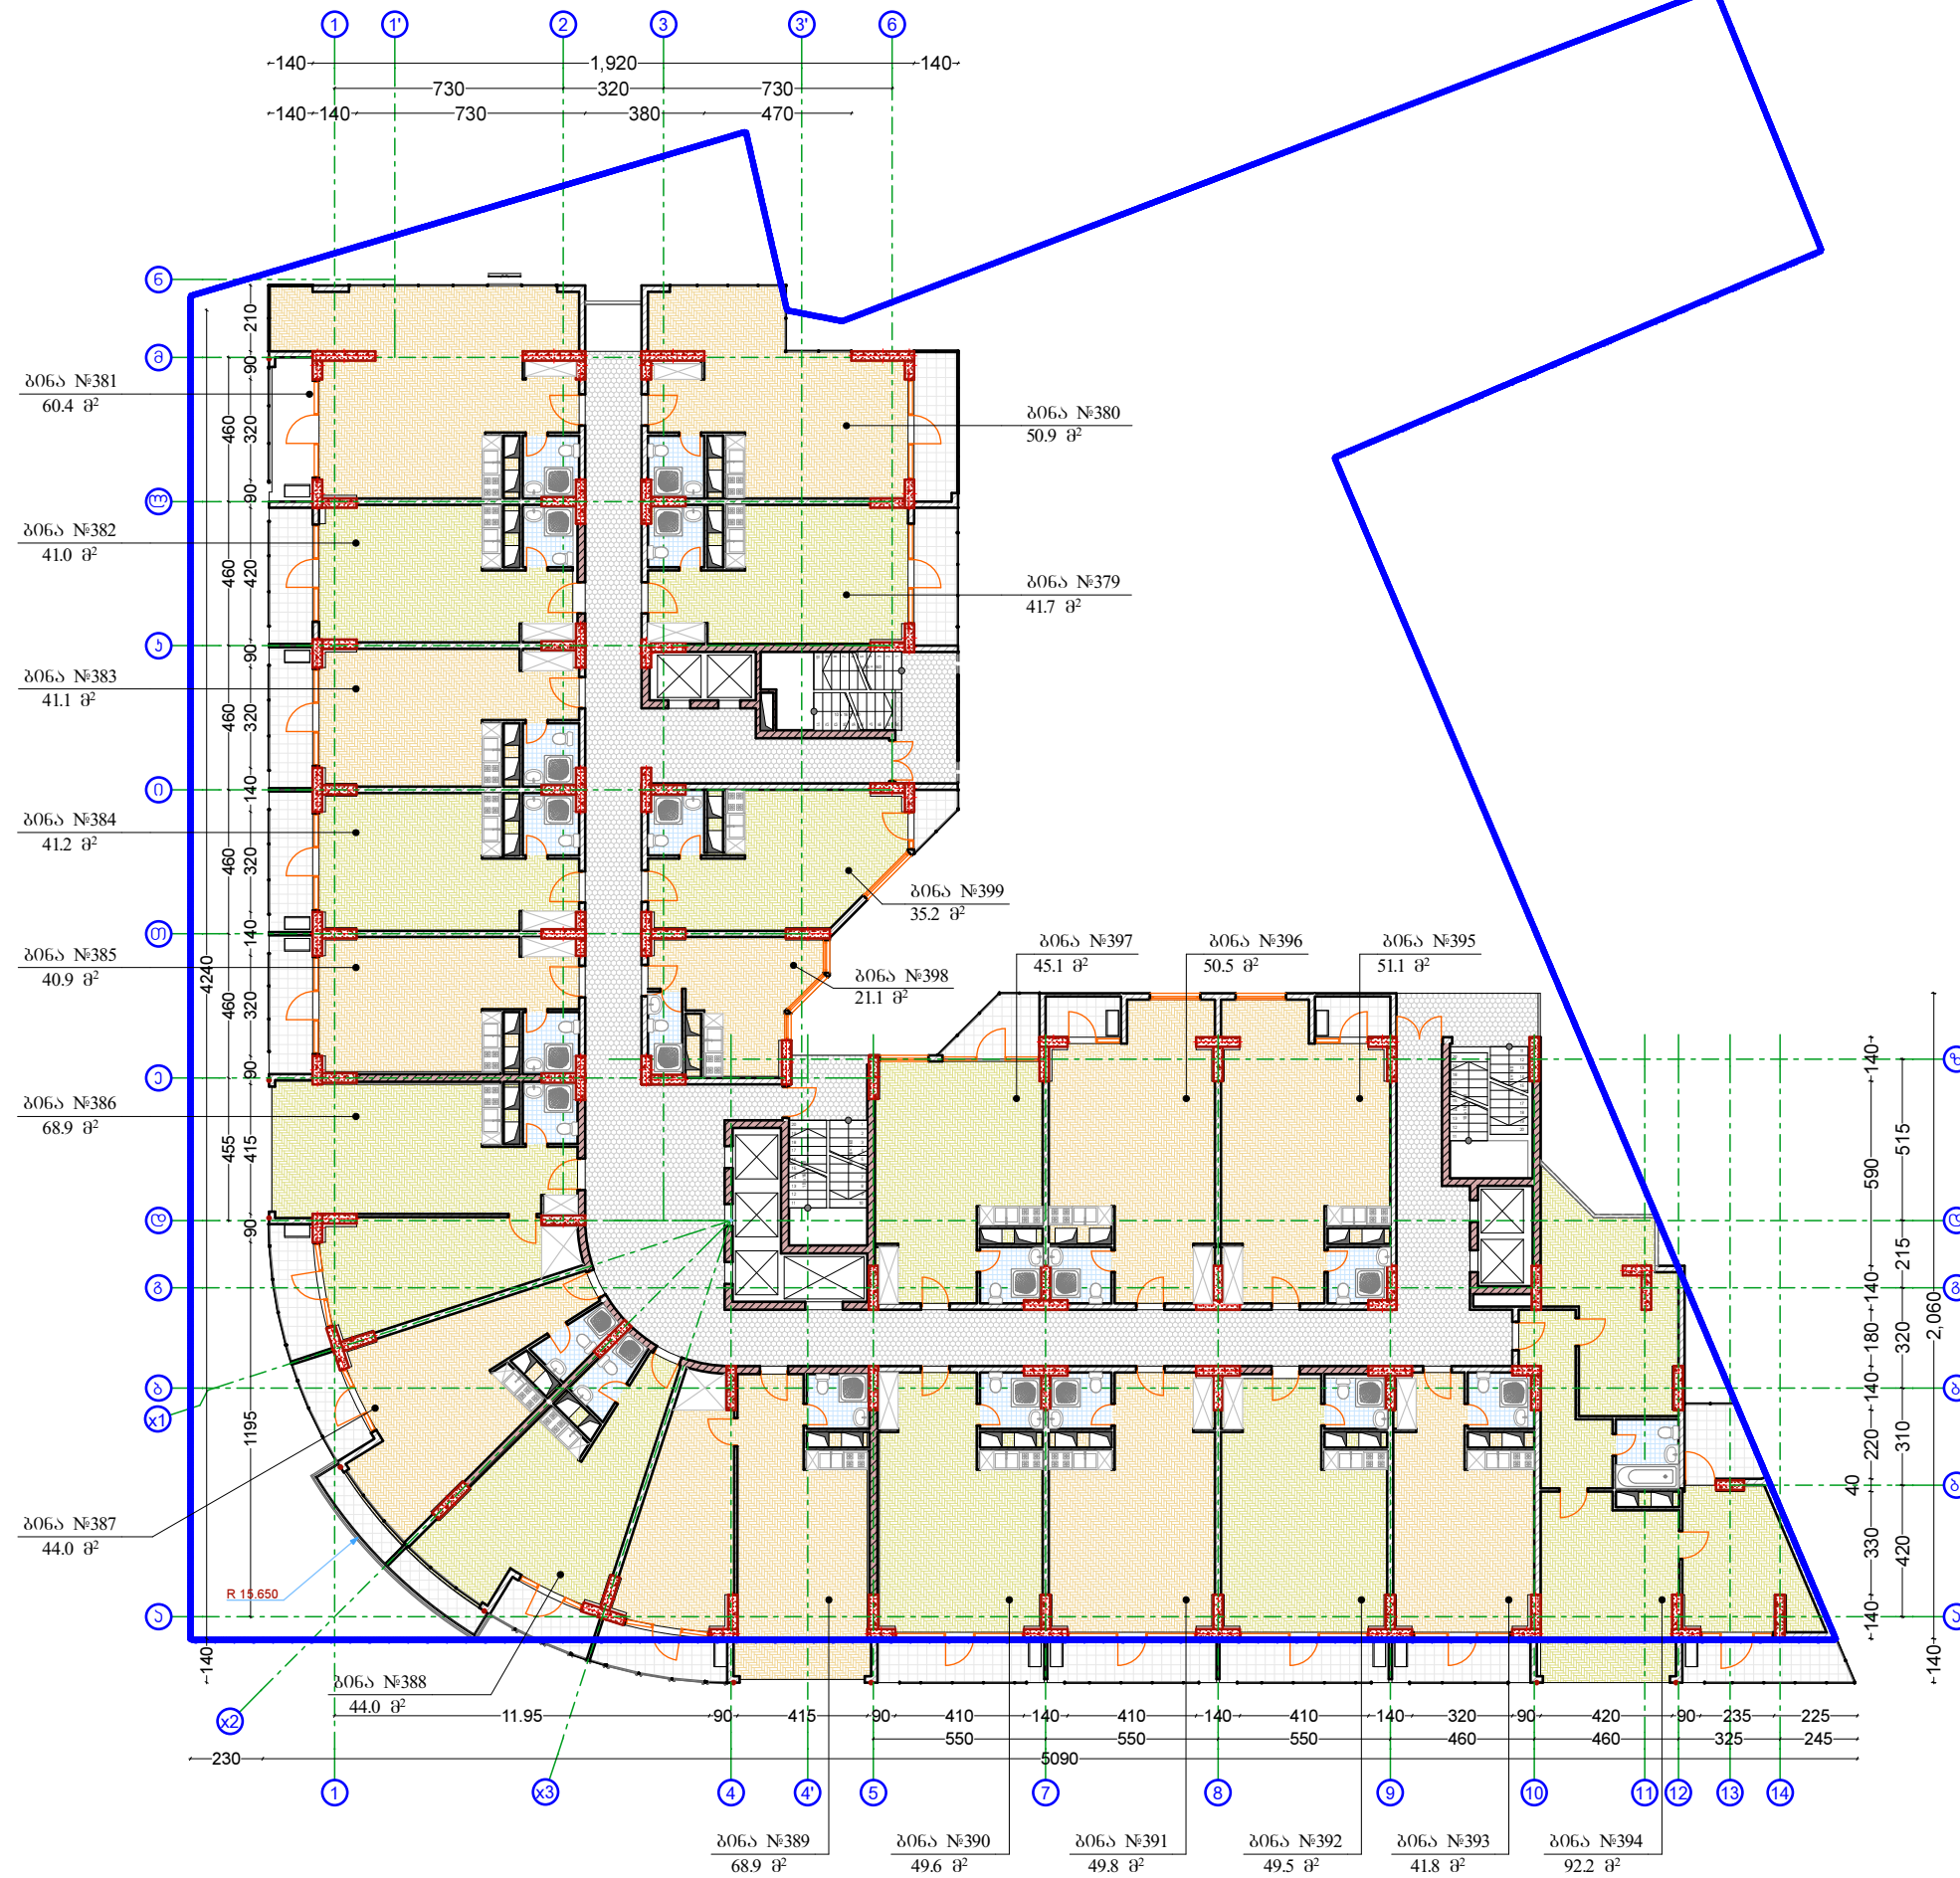 1 1' 2 3 3' 6
140 1,920 140
730 320 730
140 140 730 380 470
ნ
მ
ლ
კ
ი
თ
ე
დ
გ
ბ
x1
ა
x2
x3
210
90
460 320
90
460 420
90
460 320
140
460 320
140
4240
460 320
90
455 415
90
1195
140
ბინა №381
60.4 მ²
ბინა №382
41.0 მ²
ბინა №383
41.1 მ²
ბინა №384
41.2 მ²
ბინა №385
40.9 მ²
ბინა №386
68.9 მ²
ბინა №387
44.0 მ²
R 15.650
ბინა №388
44.0 მ²
ბინა №380
50.9 მ²
ბინა №379
41.7 მ²
ბინა №399
35.2 მ²
ბინა №398
21.1 მ²
ბინა №397
45.1 მ²
ბინა №396
50.5 მ²
ბინა №395
51.1 მ²
140
515
590
215
140
2,060
180 320
140
220 310
40
330 420
140
140
11.95 90 415 90 410 140 410 140 410 140 320 90 420 90 235 225
550 550 550 460 460 325 245
230 5090
1 4 4' 5 7 8 9 10 11 12 13 14
ბინა №389
68.9 მ²
ბინა №390
49.6 მ²
ბინა №391
49.8 მ²
ბინა №392
49.5 მ²
ბინა №393
41.8 მ²
ბინა №394
92.2 მ²